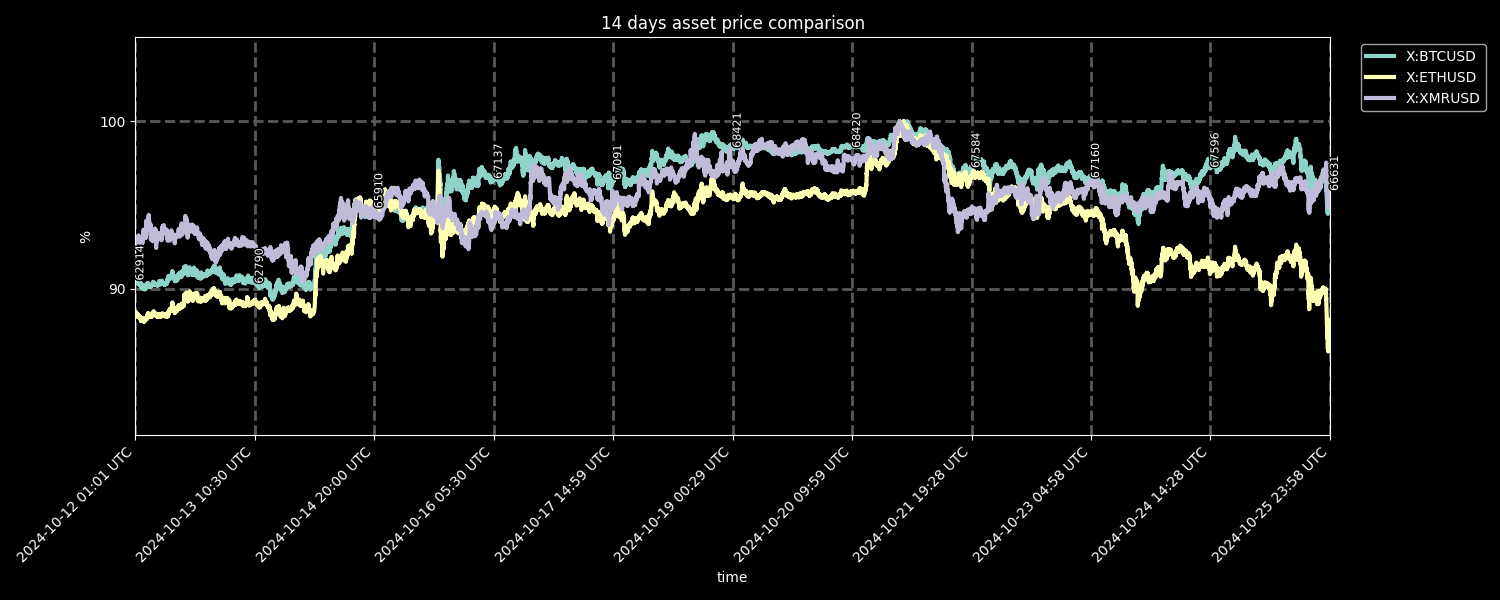 14 days asset price comparison
X:BTCUSD
X:ETHUSD
X:XMRUSD
100
90
%
62914
62790
65910
67137
67091
68421
68420
67584
67160
67596
66631
2024-10-12 01:01 UTC
2024-10-13 10:30 UTC
2024-10-14 20:00 UTC
2024-10-16 05:30 UTC
2024-10-17 14:59 UTC
2024-10-19 00:29 UTC
2024-10-20 09:59 UTC
2024-10-21 19:28 UTC
2024-10-23 04:58 UTC
2024-10-24 14:28 UTC
2024-10-25 23:58 UTC
time